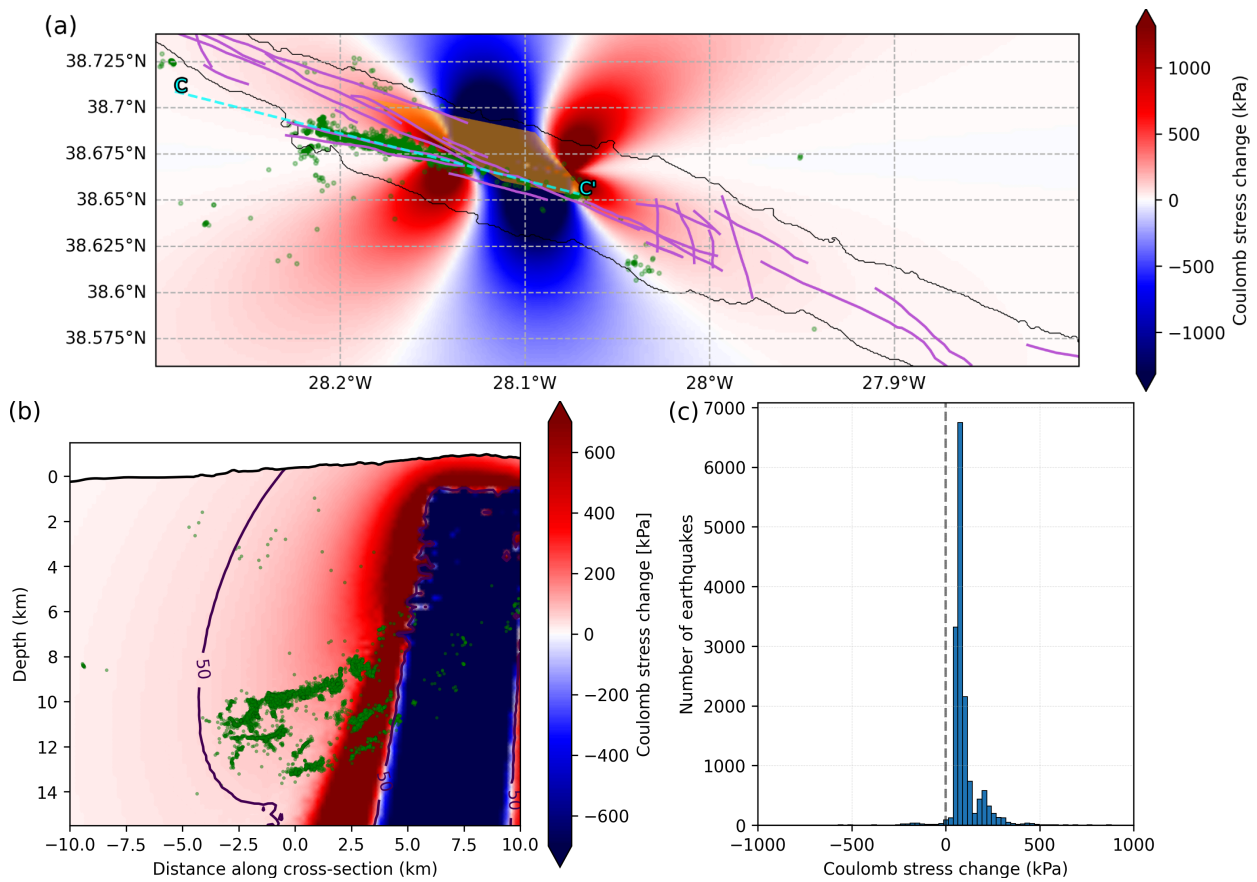 (a)
38.725°N
38.7°N
38.675°N
38.65°N
38.625°N
38.6°N
38.575°N
C
C'
28.2°W
28.1°W
28°W
27.9°W
1000
500
0
−500
−1000
Coulomb stress change (kPa)
(b)
0
2
4
6
8
10
12
14
Depth (km)
50
50
50
−10.0
−7.5
−5.0
−2.5
0.0
2.5
5.0
7.5
10.0
Distance along cross-section (km)
600
400
200
0
−200
−400
−600
Coulomb stress change [kPa]
(c)
7000
6000
5000
4000
3000
2000
1000
0
Number of earthquakes
−1000
−500
0
500
1000
Coulomb stress change (kPa)